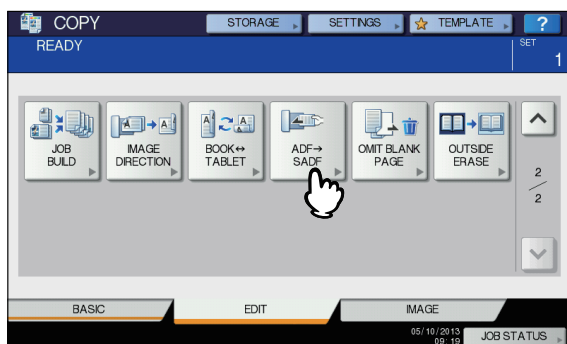 COPY
STORAGE
SETTINGS
TEMPLATE
?
READY
SET
1
JOB
BUILD
IMAGE
DIRECTION
BOOK↔
TABLET
ADF→
SADF
OMIT BLANK
PAGE
OUTSIDE
ERASE
2
2
BASIC
EDIT
IMAGE
05/10/2013
09:19
JOB STATUS